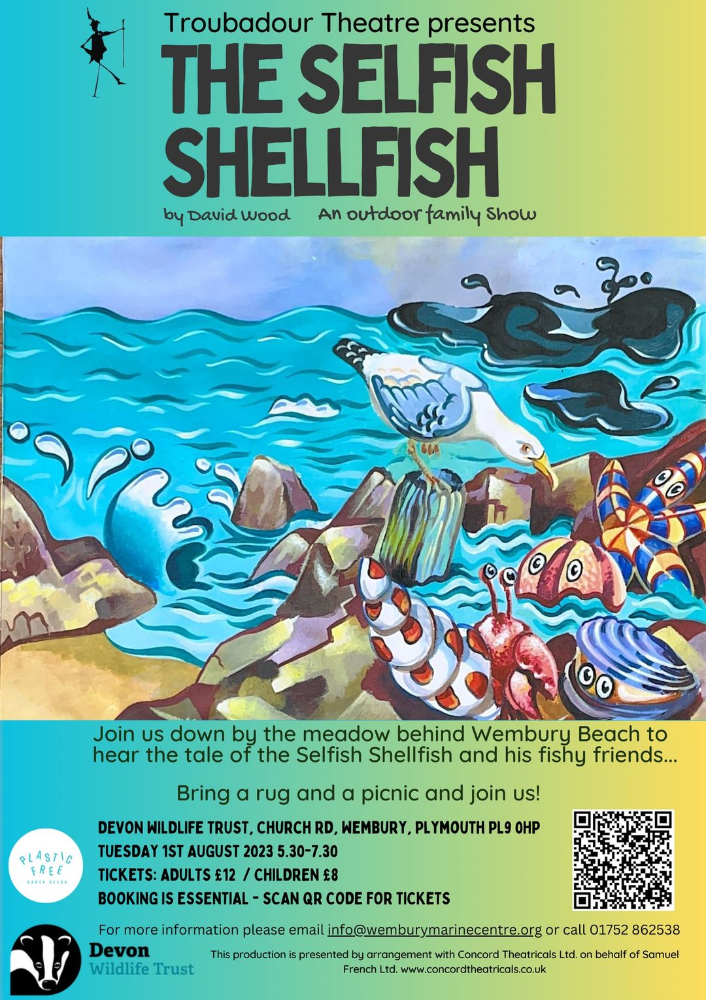 Troubadour Theatre presents
THE SELFISH
SHELLFISH
by David Wood An outdoor family Show
Join us down by the meadow behind Wembury Beach to
hear the tale of the Selfish Shellfish and his fishy friends...
Bring a rug and a picnic and join us!
DEVON WILDLIFE TRUST, CHURCH RD, WEMBURY, PLYMOUTH PL9 0HP
TUESDAY 1ST AUGUST 2023 5.30-7.30
TICKETS: ADULTS £12 / CHILDREN £8
BOOKING IS ESSENTIAL - SCAN QR CODE FOR TICKETS
PLASTIC
FREE
NORTH DEVON
For more information please email info@wemburymarinecentre.org or call 01752 862538
Devon
Wildlife Trust
This production is presented by arrangement with Concord Theatricals Ltd. on behalf of Samuel
French Ltd. www.concordtheatricals.co.uk